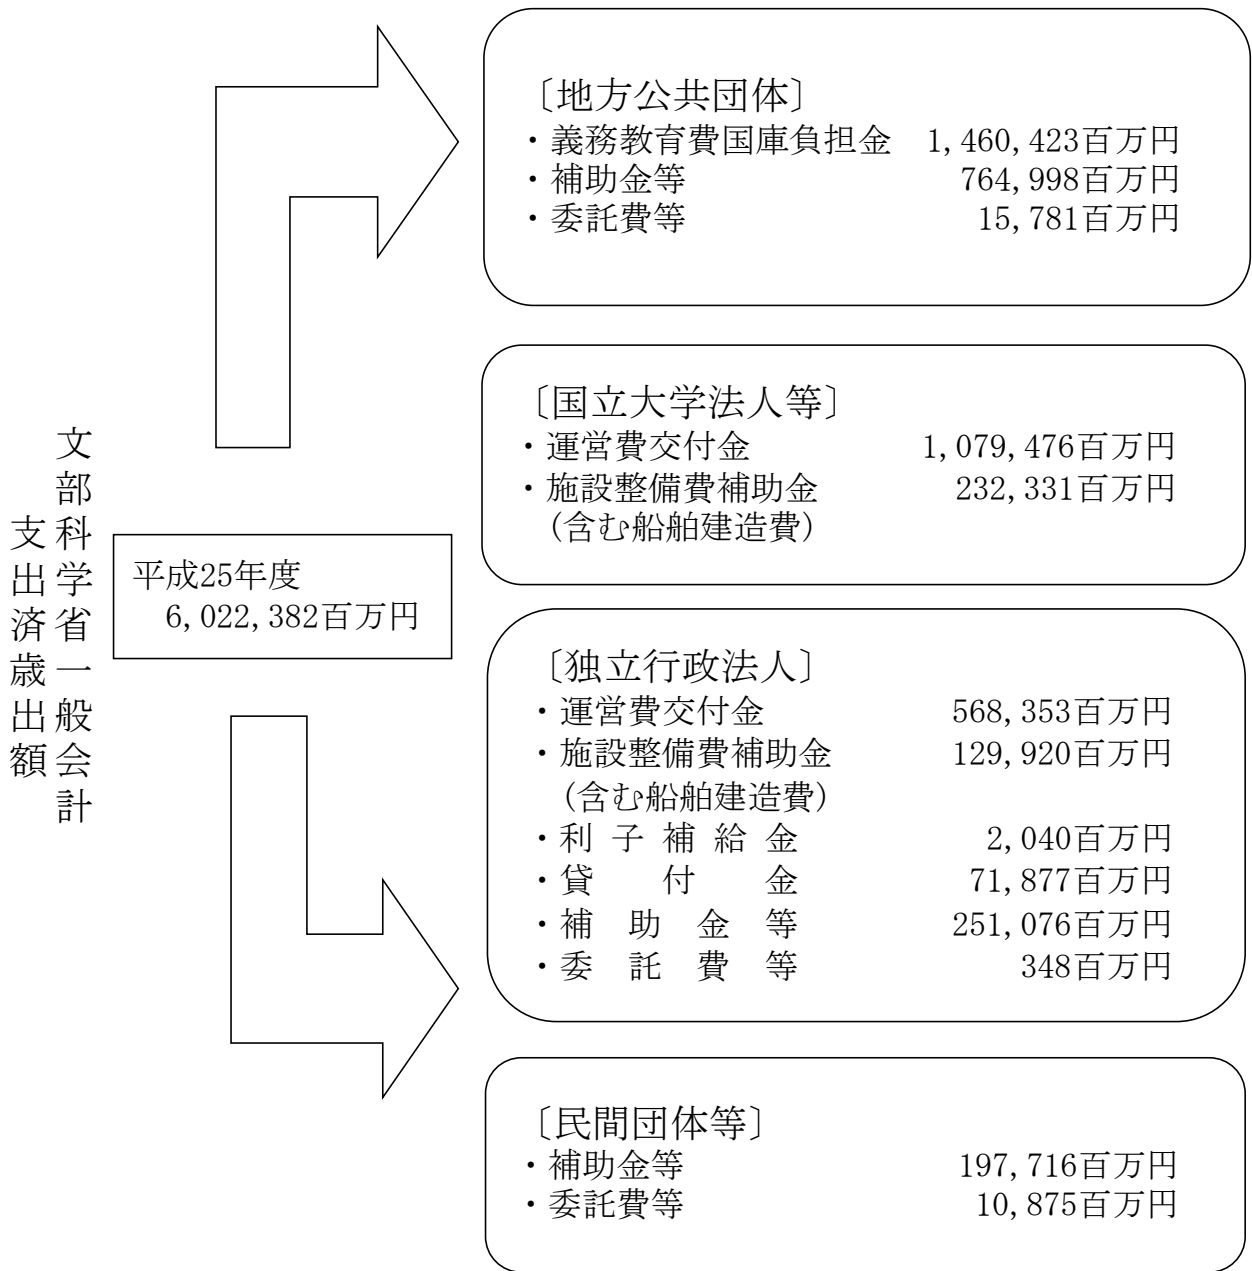 文部科学省一般会計
支出済歳出額
平成25年度
6,022,382百万円
〔地方公共団体〕
・義務教育費国庫負担金 1,460,423百万円
・補助金等 764,998百万円
・委託費等 15,781百万円
〔国立大学法人等〕
・運営費交付金 1,079,476百万円
・施設整備費補助金 232,331百万円
(含む船舶建造費)
〔独立行政法人〕
・運営費交付金 568,353百万円
・施設整備費補助金 129,920百万円
(含む船舶建造費)
・利子補給金 2,040百万円
・貸付金 71,877百万円
・補助金等 251,076百万円
・委託費等 348百万円
〔民間団体等〕
・補助金等 197,716百万円
・委託費等 10,875百万円